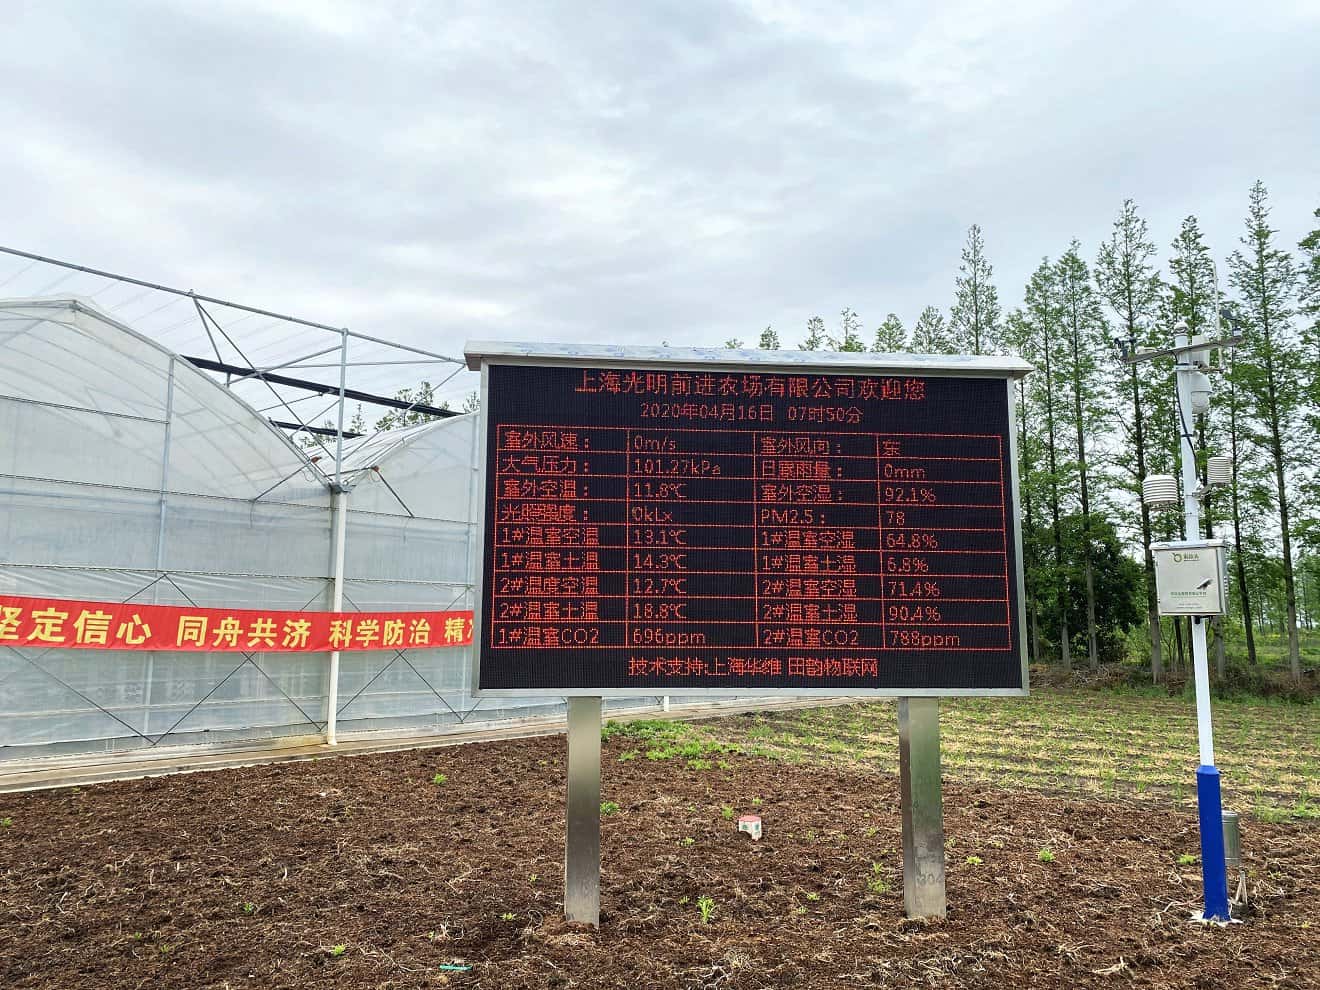 上海光明前进农场有限公司欢迎您
2020年04月16日 07时50分
室外风速： 0m/s 室外风向： 东
大气压力： 101.27kPa 日累雨量： 0mm
室外空温： 11.8℃ 室外空湿： 92.1%
光照强度： 0kLx PM2.5： 78
1#温室空温 13.1℃ 1#温室空湿 64.8%
1#温室土温 14.3℃ 1#温室土湿 6.8%
2#温度空温 12.7℃ 2#温室空湿 71.4%
2#温室土温 18.8℃ 2#温室土湿 90.4%
1#温室CO2 696ppm 2#温室CO2 788ppm
技术支持:上海华维 田韵物联网
坚定信心 同舟共济 科学防治 精
304